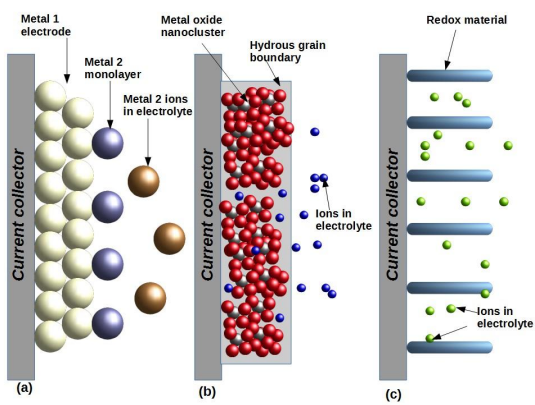 Metal 1
electrode
Metal 2
monolayer
Metal 2 ions
in electrolyte
Current collector
(a)
Metal oxide
nanocluster
Hydrous grain
boundary
Ions in
electrolyte
Current collector
(b)
Redox material
Current collector
Ions in
electrolyte
(c)